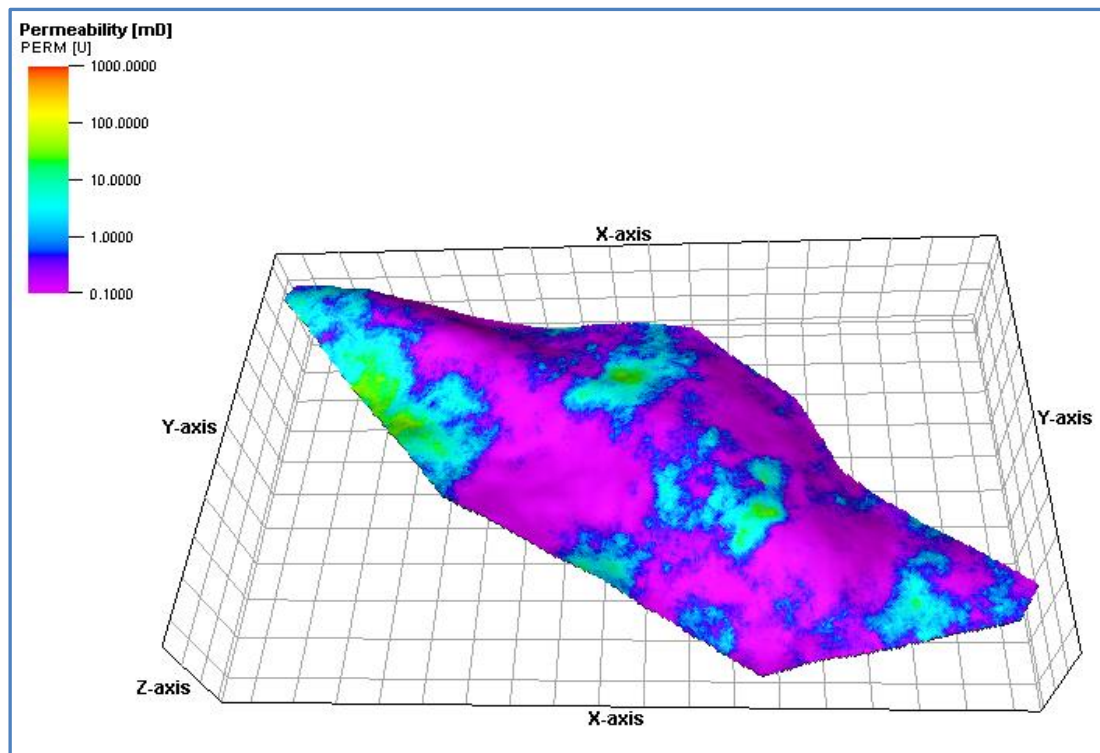 Permeability [mD]
PERM [U]
1000.0000
100.0000
10.0000
1.0000
0.1000
X-axis
Y-axis
Y-axis
Z-axis
X-axis